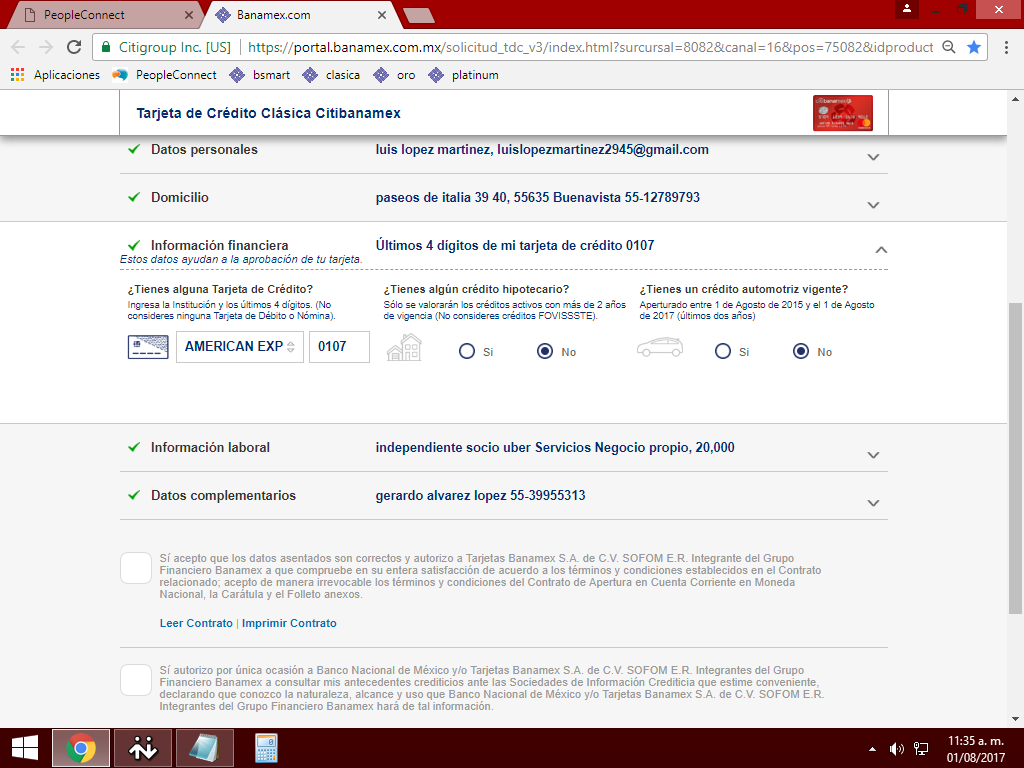 PeopleConnect
Banamex.com
Citigroup Inc. [US] https://portal.banamex.com.mx/solicitud_tdc_v3/index.html?surcursal=8082&canal=16&pos=75082&idproduct
Aplicaciones PeopleConnect bsmart clasica oro platinum
Tarjeta de Crédito Clásica Citibanamex
Datos personales luis lopez martinez, luislopezmartinez2945@gmail.com
Domicilio paseos de italia 39 40, 55635 Buenavista 55-12789793
Información financiera Últimos 4 dígitos de mi tarjeta de crédito 0107
Estos datos ayudan a la aprobación de tu tarjeta.
¿Tienes alguna Tarjeta de Crédito?
Ingresa la Institución y los últimos 4 dígitos. (No
consideres ninguna Tarjeta de Débito o Nómina).
AMERICAN EXP 0107
¿Tienes algún crédito hipotecario?
Sólo se valorarán los créditos activos con más de 2 años
de vigencia (No consideres créditos FOVISSSTE).
Si No
¿Tienes un crédito automotriz vigente?
Aperturado entre 1 de Agosto de 2015 y el 1 de Agosto
de 2017 (últimos dos años)
Si No
Información laboral independiente socio uber Servicios Negocio propio, 20,000
Datos complementarios gerardo alvarez lopez 55-39955313
Sí acepto que los datos asentados son correctos y autorizo a Tarjetas Banamex S.A. de C.V. SOFOM E.R. Integrante del Grupo
Financiero Banamex a que compruebe en su entera satisfacción de acuerdo a los términos y condiciones establecidos en el Contrato
relacionado; acepto de manera irrevocable los términos y condiciones del Contrato de Apertura en Cuenta Corriente en Moneda
Nacional, la Carátula y el Folleto anexos.
Leer Contrato | Imprimir Contrato
Sí autorizo por única ocasión a Banco Nacional de México y/o Tarjetas Banamex S.A. de C.V. SOFOM E.R. Integrantes del Grupo
Financiero Banamex a consultar mis antecedentes crediticios ante las Sociedades de Información Crediticia que estime conveniente,
declarando que conozco la naturaleza, alcance y uso que Banco Nacional de México y/o Tarjetas Banamex S.A. de C.V. SOFOM E.R.
Integrantes del Grupo Financiero Banamex hará de tal información.
11:35 a. m.
01/08/2017